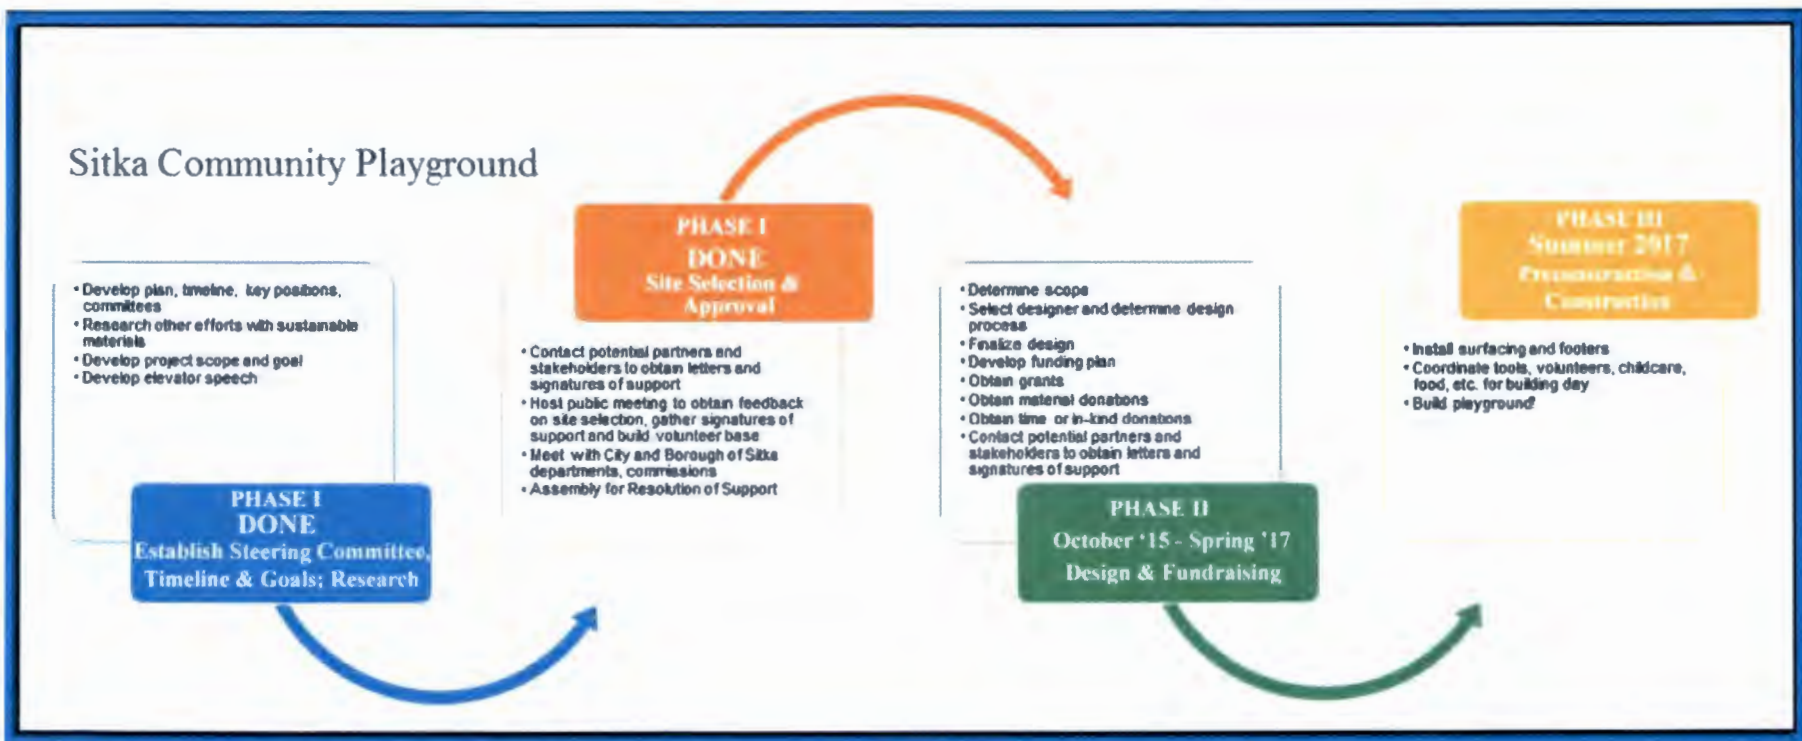 Sitka Community Playground
• Develop plan, timeline, key positions,
committees
• Research other efforts with sustainable
materials
• Develop project scope and goal
• Develop elevator speech
PHASE I
DONE
Establish Steering Committee,
Timeline & Goals; Research
PHASE I
DONE
Site Selection &
Approval
• Contact potential partners and
stakeholders to obtain letters and
signatures of support
• Host public meeting to obtain feedback
on site selection, gather signatures of
support and build volunteer base
• Meet with City and Borough of Sitka
departments, commissions
• Assembly for Resolution of Support
• Determine scope
• Select designer and determine design
process
• Finalize design
• Develop funding plan
• Obtain grants
• Obtain material donations
• Obtain time or in-kind donations
• Contact potential partners and
stakeholders to obtain letters and
signatures of support
PHASE II
October ‘15 - Spring ’17
Design & Fundraising
PHASE III
Summer 2017
Preconstruction &
Construction
• Install surfacing and footers
• Coordinate tools, volunteers, childcare,
food, etc. for building day
• Build playground!